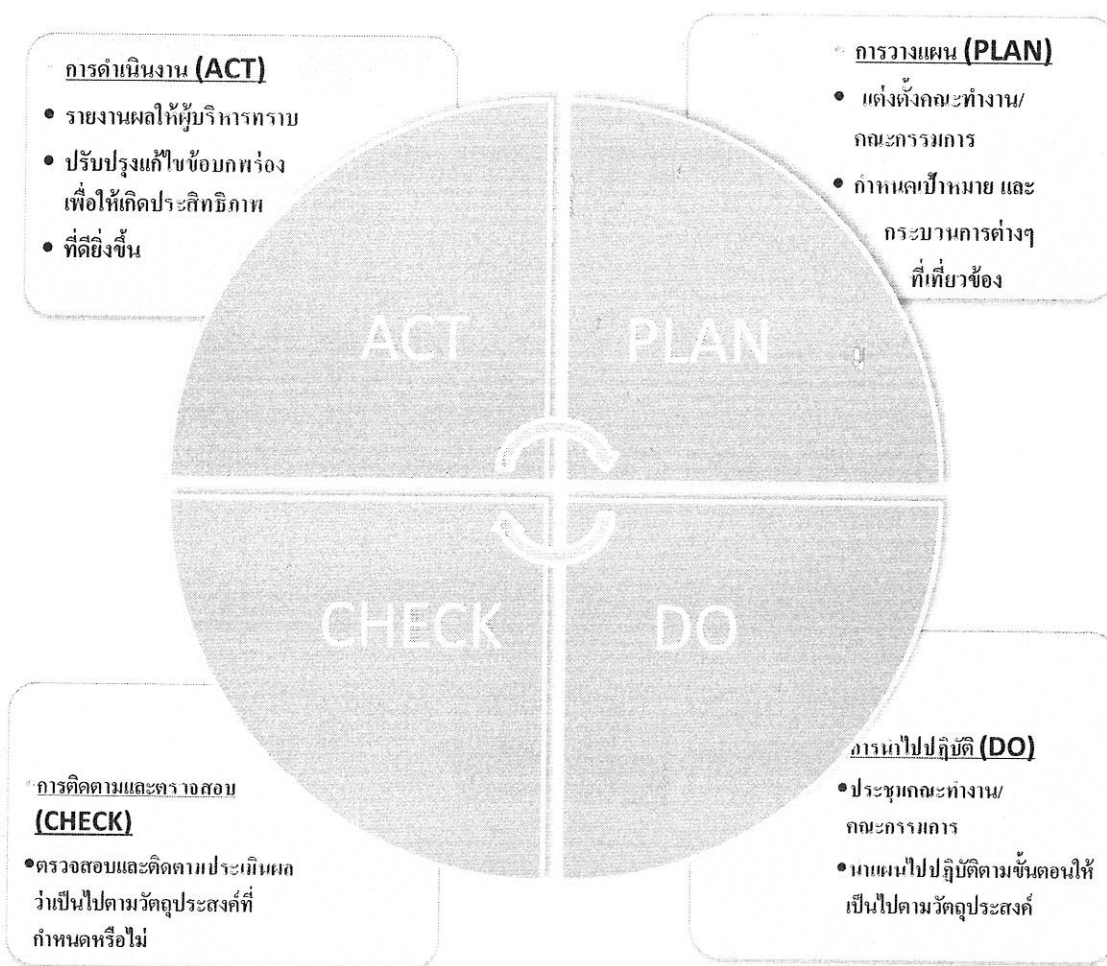 การดำเนินงาน (ACT)
• รายงานผลให้ผู้บริหารทราบ
• ปรับปรุงแก้ไขข้อบกพร่อง
เพื่อให้เกิดประสิทธิภาพ
• ที่ดียิ่งขึ้น
การวางแผน (PLAN)
• แต่งตั้งคณะทำงาน/
คณะกรรมการ
• กำหนดเป้าหมาย และ
กระบวนการต่างๆ
ที่เกี่ยวข้อง
ACT
PLAN
CHECK
DO
การติดตามและตรวจสอบ
(CHECK)
•ตรวจสอบและติดตามประเมินผล
ว่าเป็นไปตามวัตถุประสงค์ที่
กำหนดหรือไม่
การนำไปปฏิบัติ (DO)
•ประชุมคณะทำงาน/
คณะกรรมการ
•นำแผนไปปฏิบัติตามขั้นตอนให้
เป็นไปตามวัตถุประสงค์